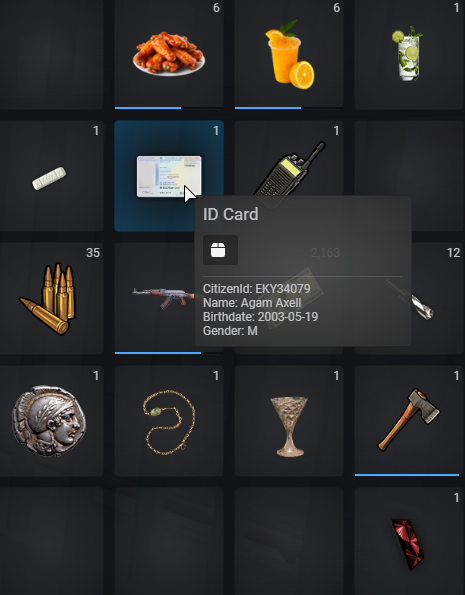 6
6
1
1
1
1
ID Card
35
2,163
12
CitizenId: EKY34079
Name: Agam Axell
Birthdate: 2003-05-19
Gender: M
1
1
1
1
1